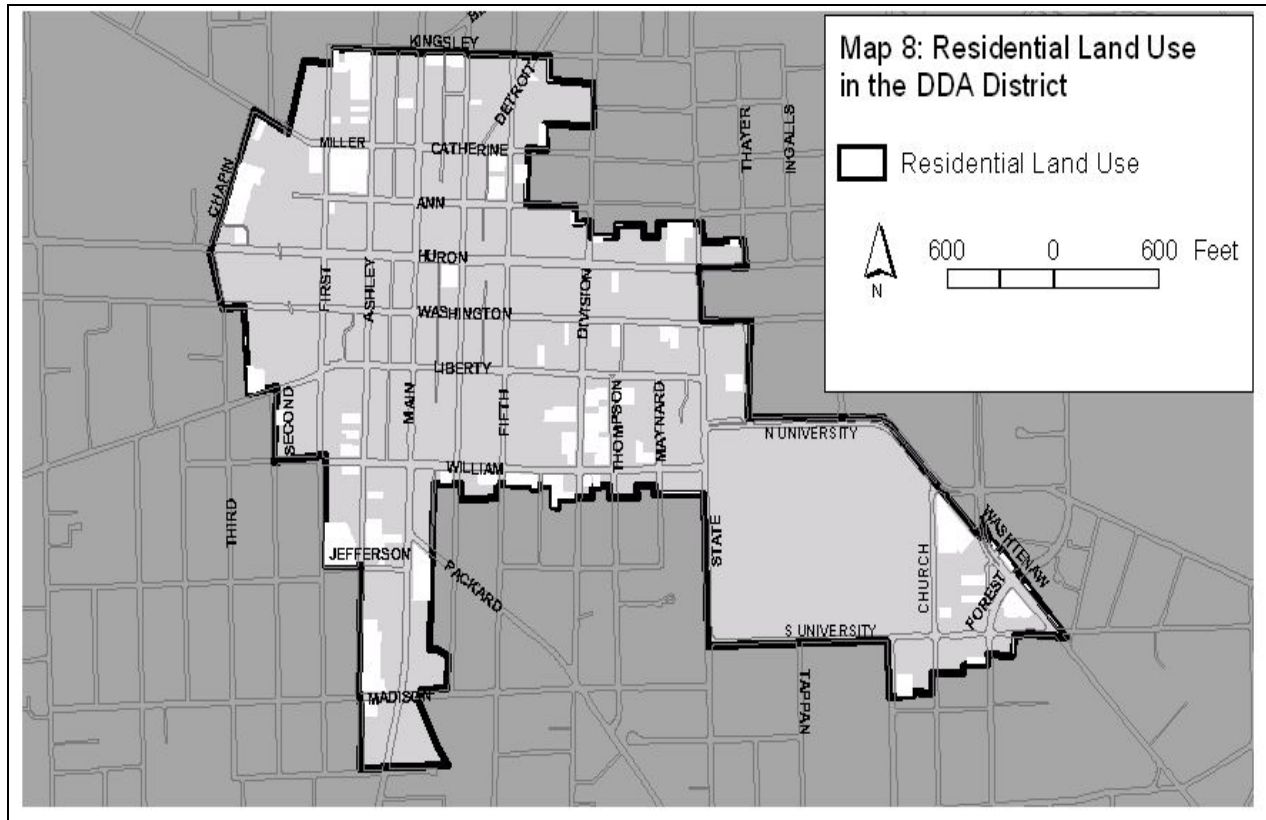 KINGSLEY
DETROIT
MILLER
CATHERINE
CHAPIN
ANN
HURON
FIRST
ASHLEY
WASHINGTON
DIVISION
LIBERTY
SECOND
MAIN
FIFTH
THOMPSON
MAYNARD
WILLIAM
N UNIVERSITY
THIRD
JEFFERSON
PACKARD
STATE
CHURCH
WASHTENAW
FOREST
S UNIVERSITY
MADISON
TAPPAN
THAYER
INGALLS
Map 8: Residential Land Use
in the DDA District
Residential Land Use
N
600 0 600 Feet